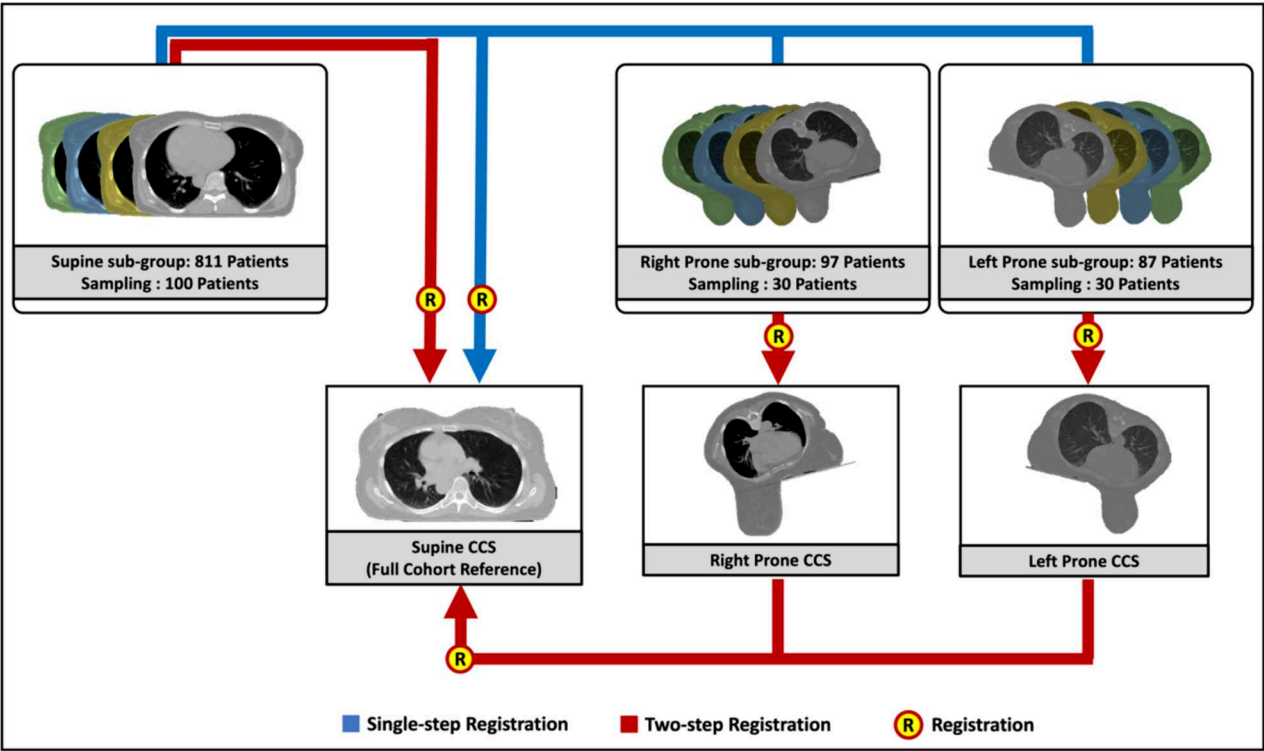 Supine sub-group: 811 Patients
Sampling : 100 Patients
Right Prone sub-group: 97 Patients
Sampling : 30 Patients
Left Prone sub-group: 87 Patients
Sampling : 30 Patients
R
R
R
R
Supine CCS
(Full Cohort Reference)
Right Prone CCS
Left Prone CCS
R
Single-step Registration
Two-step Registration
R Registration